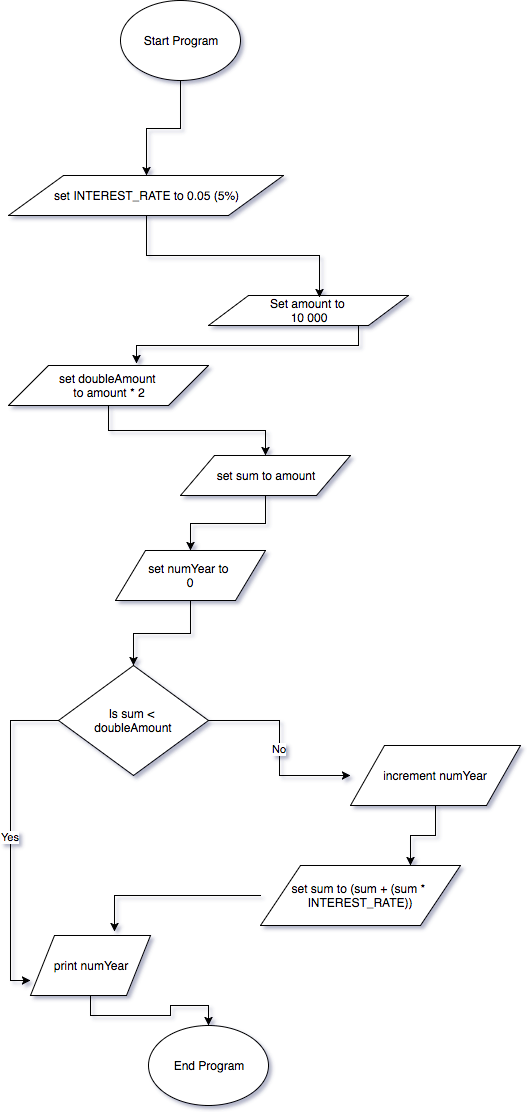 Start Program
set INTEREST_RATE to 0.05 (5%)
Set amount to
10 000
set doubleAmount
to amount * 2
set sum to amount
set numYear to
0
Is sum <
doubleAmount
No
increment numYear
Yes
set sum to (sum + (sum *
INTEREST_RATE))
print numYear
End Program